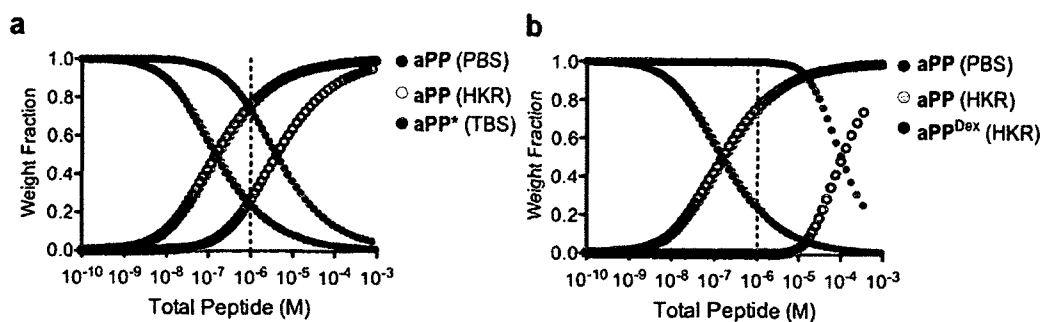 a
1.0
0.8
0.6
0.4
0.2
0.0
Weight Fraction
10⁻¹⁰ 10⁻⁹ 10⁻⁸ 10⁻⁷ 10⁻⁶ 10⁻⁵ 10⁻⁴ 10⁻³
Total Peptide (M)
aPP (PBS)
aPP (HKR)
aPP* (TBS)
b
1.0
0.8
0.6
0.4
0.2
0.0
Weight Fraction
10⁻¹⁰ 10⁻⁹ 10⁻⁸ 10⁻⁷ 10⁻⁶ 10⁻⁵ 10⁻⁴ 10⁻³
Total Peptide (M)
aPP (PBS)
aPP (HKR)
aPPᴰᵉˣ (HKR)